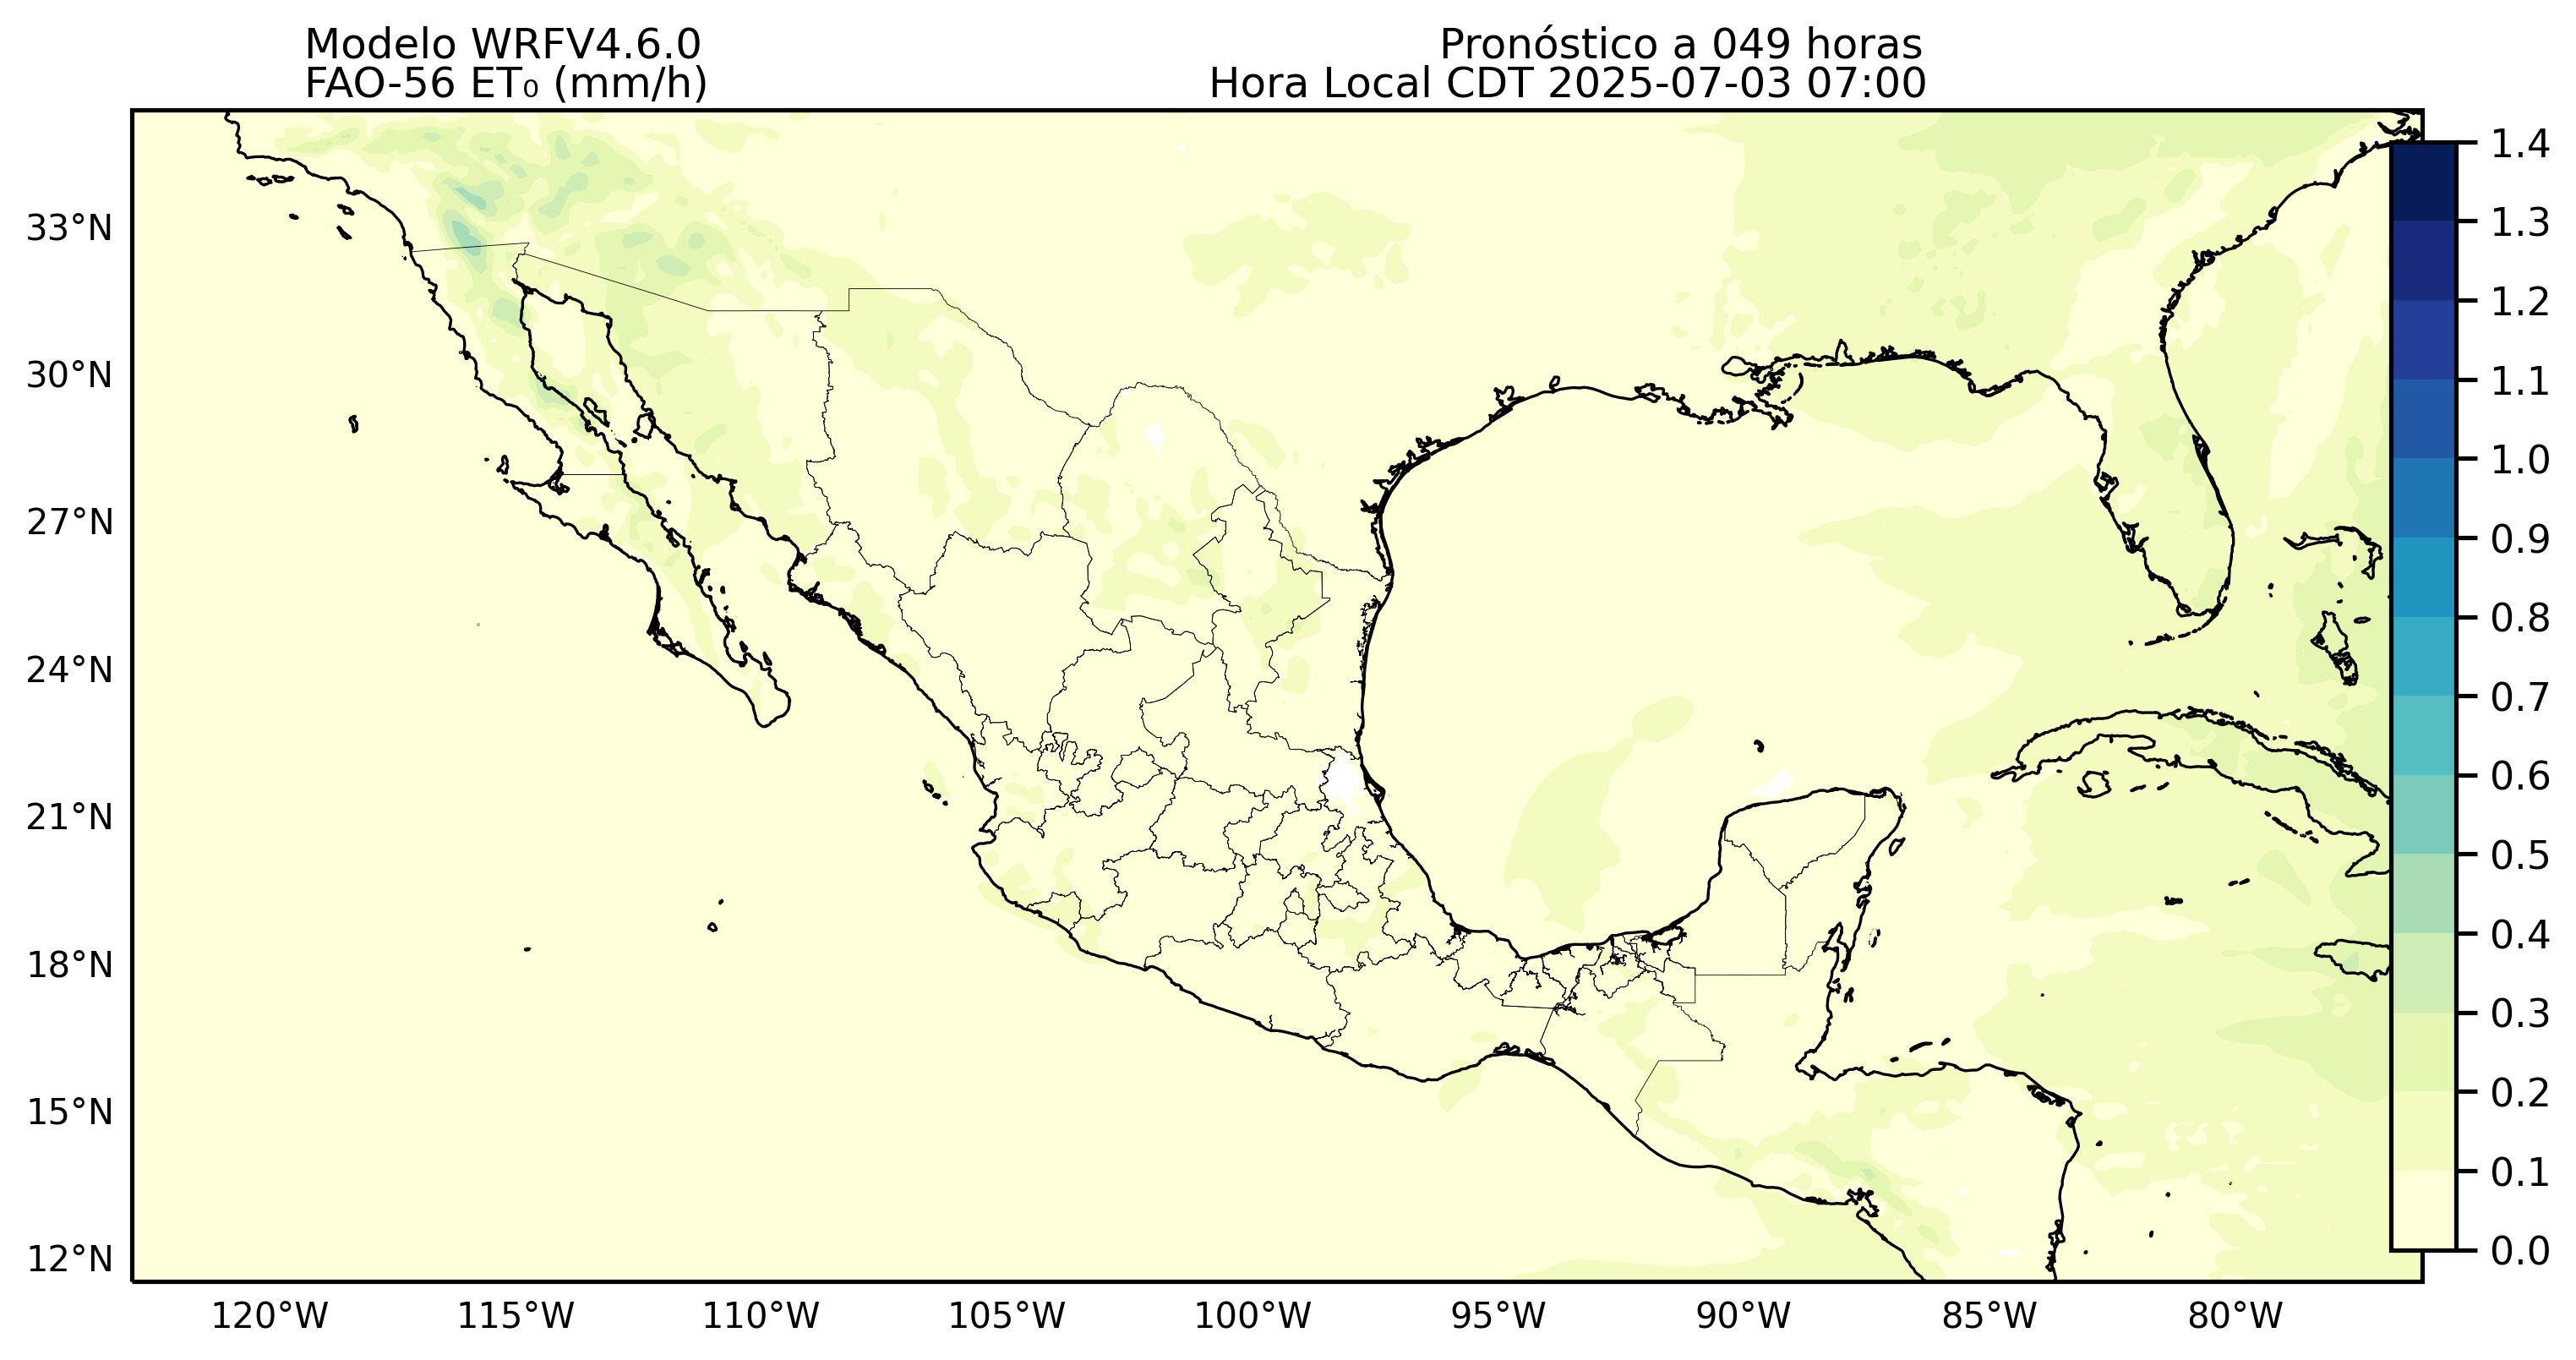 Modelo WRFV4.6.0
FAO-56 ET₀ (mm/h)
Pronóstico a 049 horas
Hora Local CDT 2025-07-03 07:00
33°N
30°N
27°N
24°N
21°N
18°N
15°N
12°N
120°W
115°W
110°W
105°W
100°W
95°W
90°W
85°W
80°W
1.4
1.3
1.2
1.1
1.0
0.9
0.8
0.7
0.6
0.5
0.4
0.3
0.2
0.1
0.0